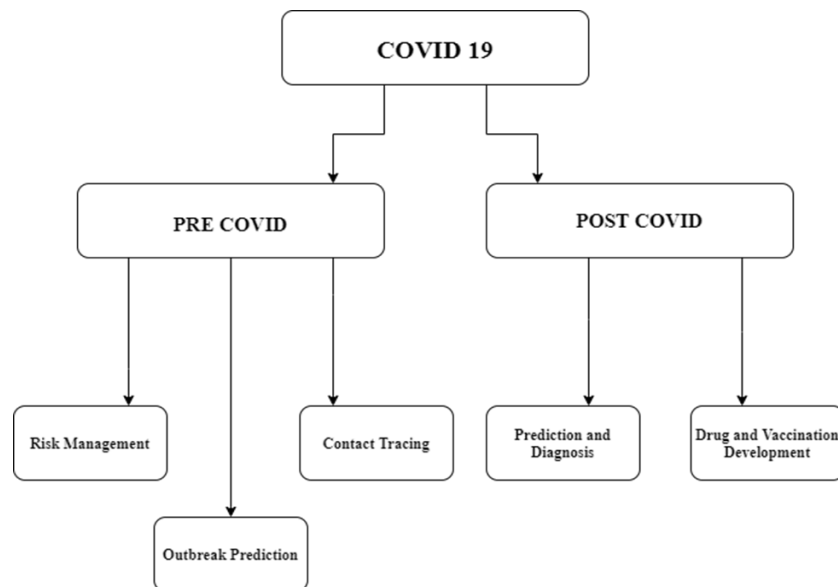 COVID 19
PRE COVID
POST COVID
Risk Management
Contact Tracing
Prediction and
Diagnosis
Drug and Vaccination
Development
Outbreak Prediction